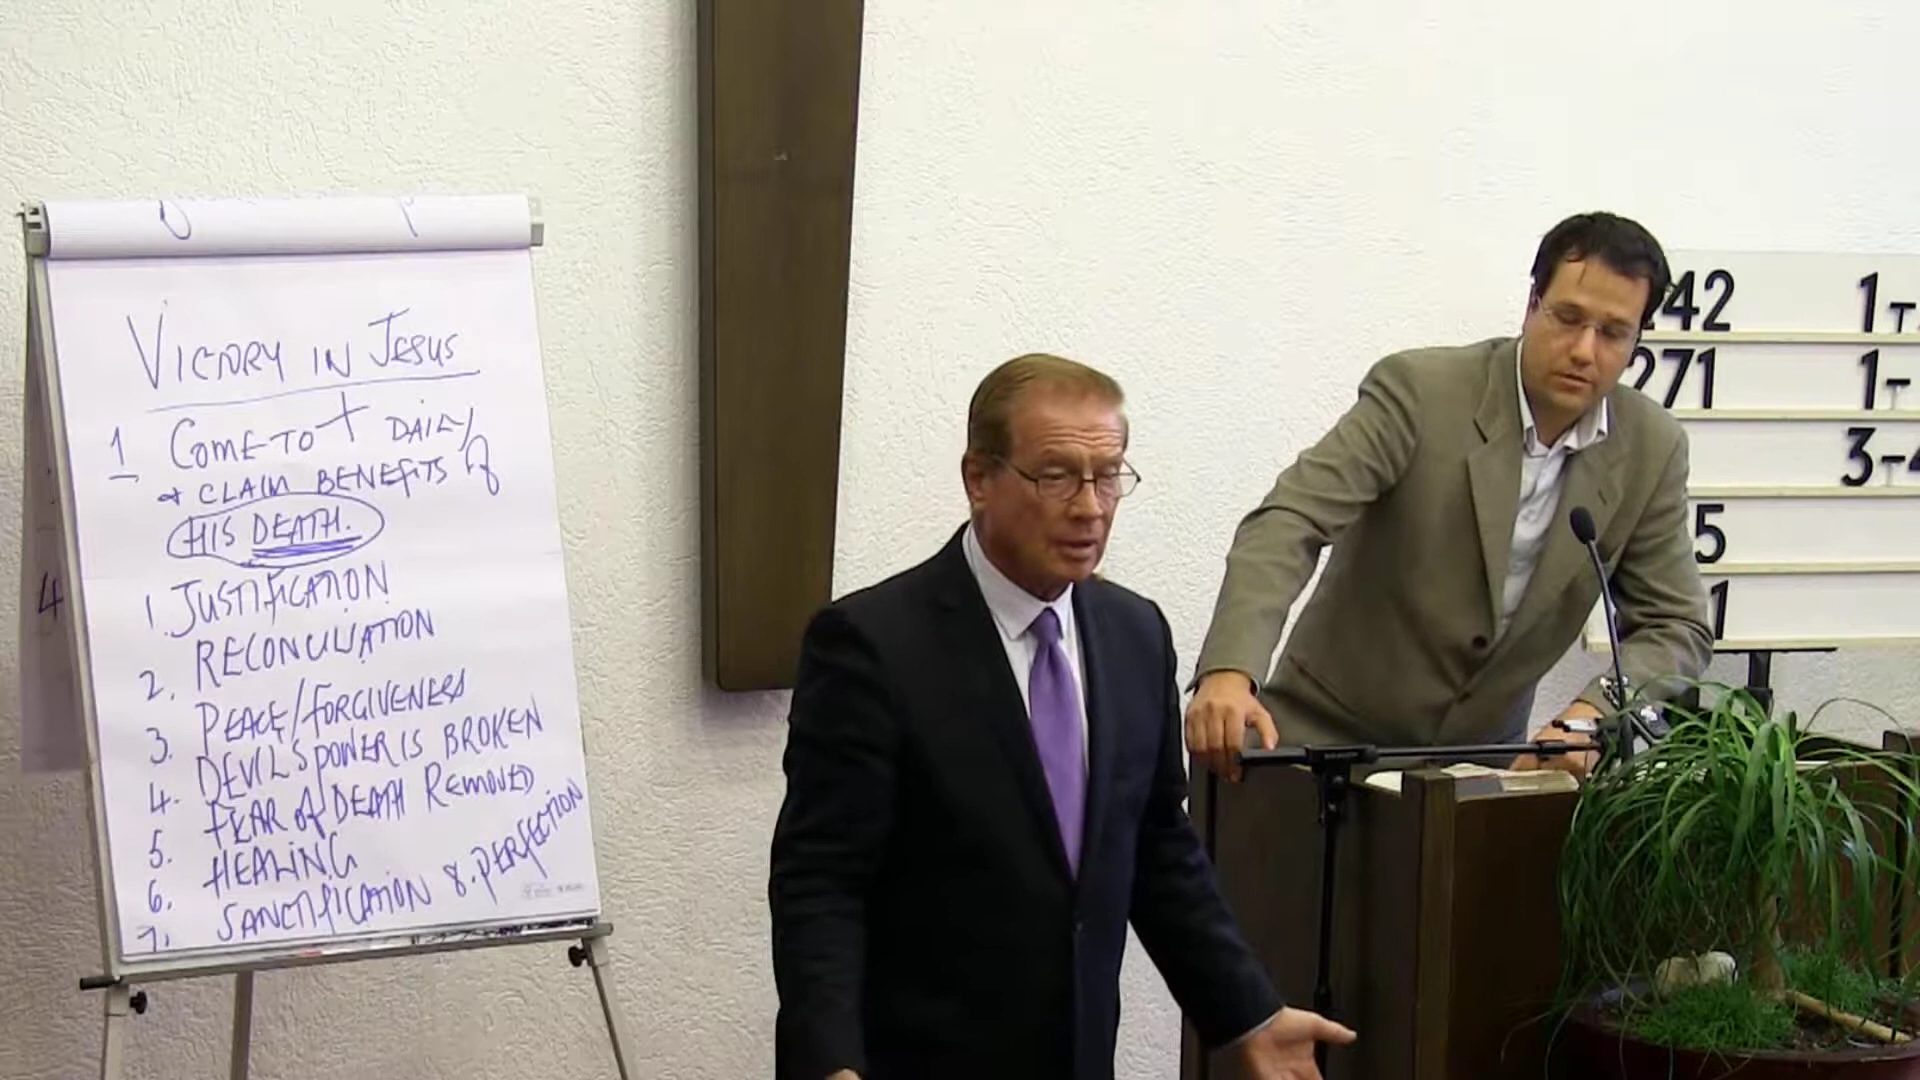 VICTORY IN JESUS
1 COME TO † DAILY
& CLAIM BENEFITS of
HIS DEATH.
1. JUSTIFICATION
2. RECONCILIATION
3. PEACE/FORGIVENESS
4. DEVIL'S POWER IS BROKEN
5. FEAR of DEATH REMOVED
6. HEALING
7. SANCTIFICATION 8. PERFECTION
4
242 1-
271 1-
3-4
5
1